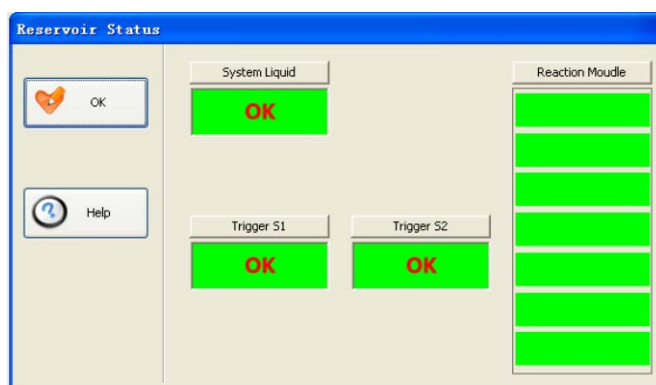 Reservoir Status
OK
Help
System Liquid
OK
Trigger S1
OK
Trigger S2
OK
Reaction Moudle